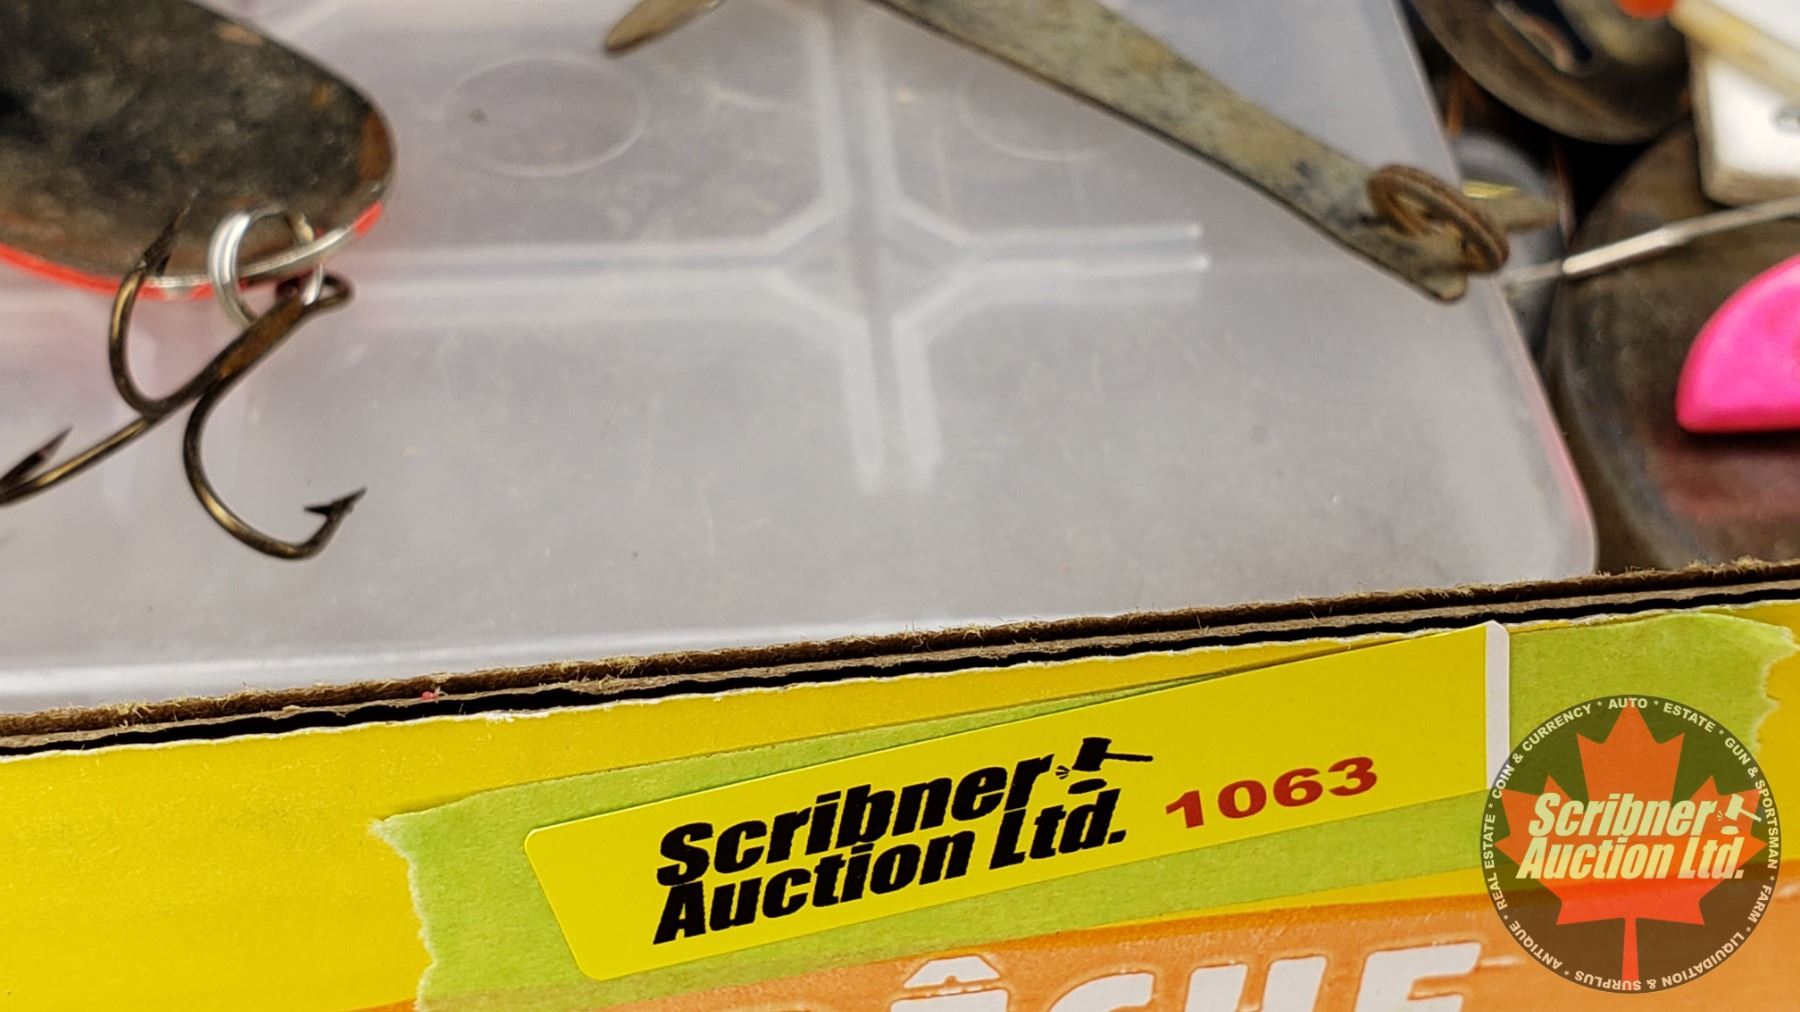 Scribner
Auction Ltd.
1063
ÂCHE
Scribner
Auction Ltd.
REAL ESTATE * COIN & CURRENCY * AUTO * ESTATE * GUN & SPORTSMAN * FARM * LIQUIDATION & SURPLUS * ANTIQUE *